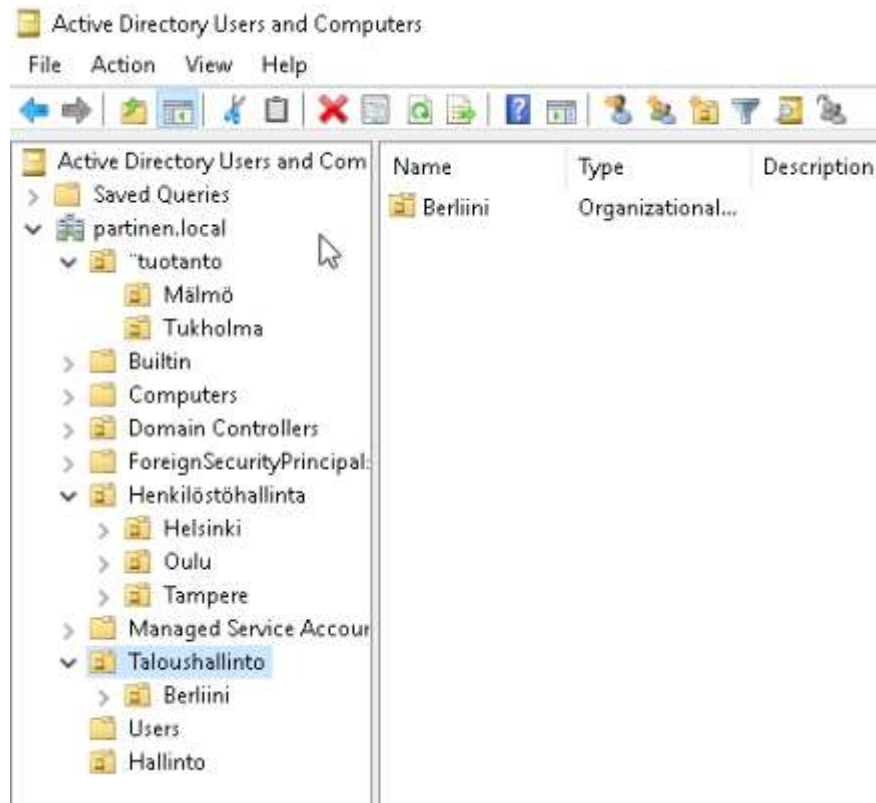 Active Directory Users and Computers
File Action View Help
Active Directory Users and Com
Name Type Description
Saved Queries
Berliini Organizational...
partinen.local
¨tuotanto
Mälmö
Tukholma
Builtin
Computers
Domain Controllers
ForeignSecurityPrincipal:
Henkilöstöhallinta
Helsinki
Oulu
Tampere
Managed Service Accour
Taloushallinto
Berliini
Users
Hallinto